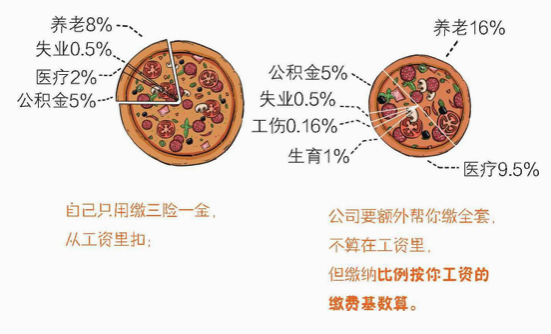 养老8%
失业0.5%
医疗2%
公积金5%
养老16%
公积金5%
失业0.5%
工伤0.16%
生育1%
医疗9.5%
自己只用缴三险一金，
从工资里扣；
公司要额外帮你缴全套，
不算在工资里，
但缴纳比例按你工资的
缴费基数算。